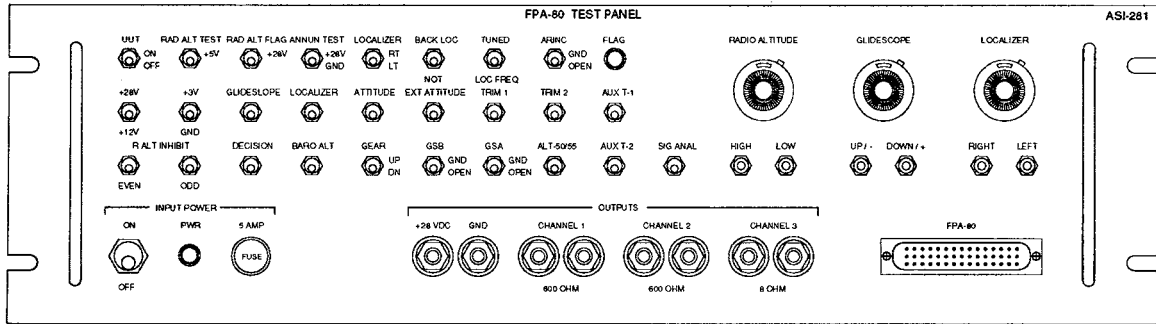 FPA-80 TEST PANEL
ASI-281
UUT RAD ALT TEST RAD ALT FLAG ANNUN TEST LOCALIZER BACK LOC TUNED ARINC FLAG RADIO ALTITUDE GLIDESCOPE LOCALIZER
ON +5V +28V +28V RT GND
OFF GND LT OPEN
NOT LOC FREQ
+28V +3V GLIDESLOPE LOCALIZER ATTITUDE EXT ATTITUDE TRIM 1 TRIM 2 AUX T-1
+12V GND
R ALT INHIBIT DECISION BARO ALT GEAR GSB GSA ALT-50/55 AUX T-2 SIG ANAL HIGH LOW UP / - DOWN / + RIGHT LEFT
UP GND GND
DN OPEN OPEN
EVEN ODD
INPUT POWER OUTPUTS
ON PWR 5 AMP +28 VDC GND CHANNEL 1 CHANNEL 2 CHANNEL 3 FPA-80
FUSE
OFF 600 OHM 600 OHM 8 OHM